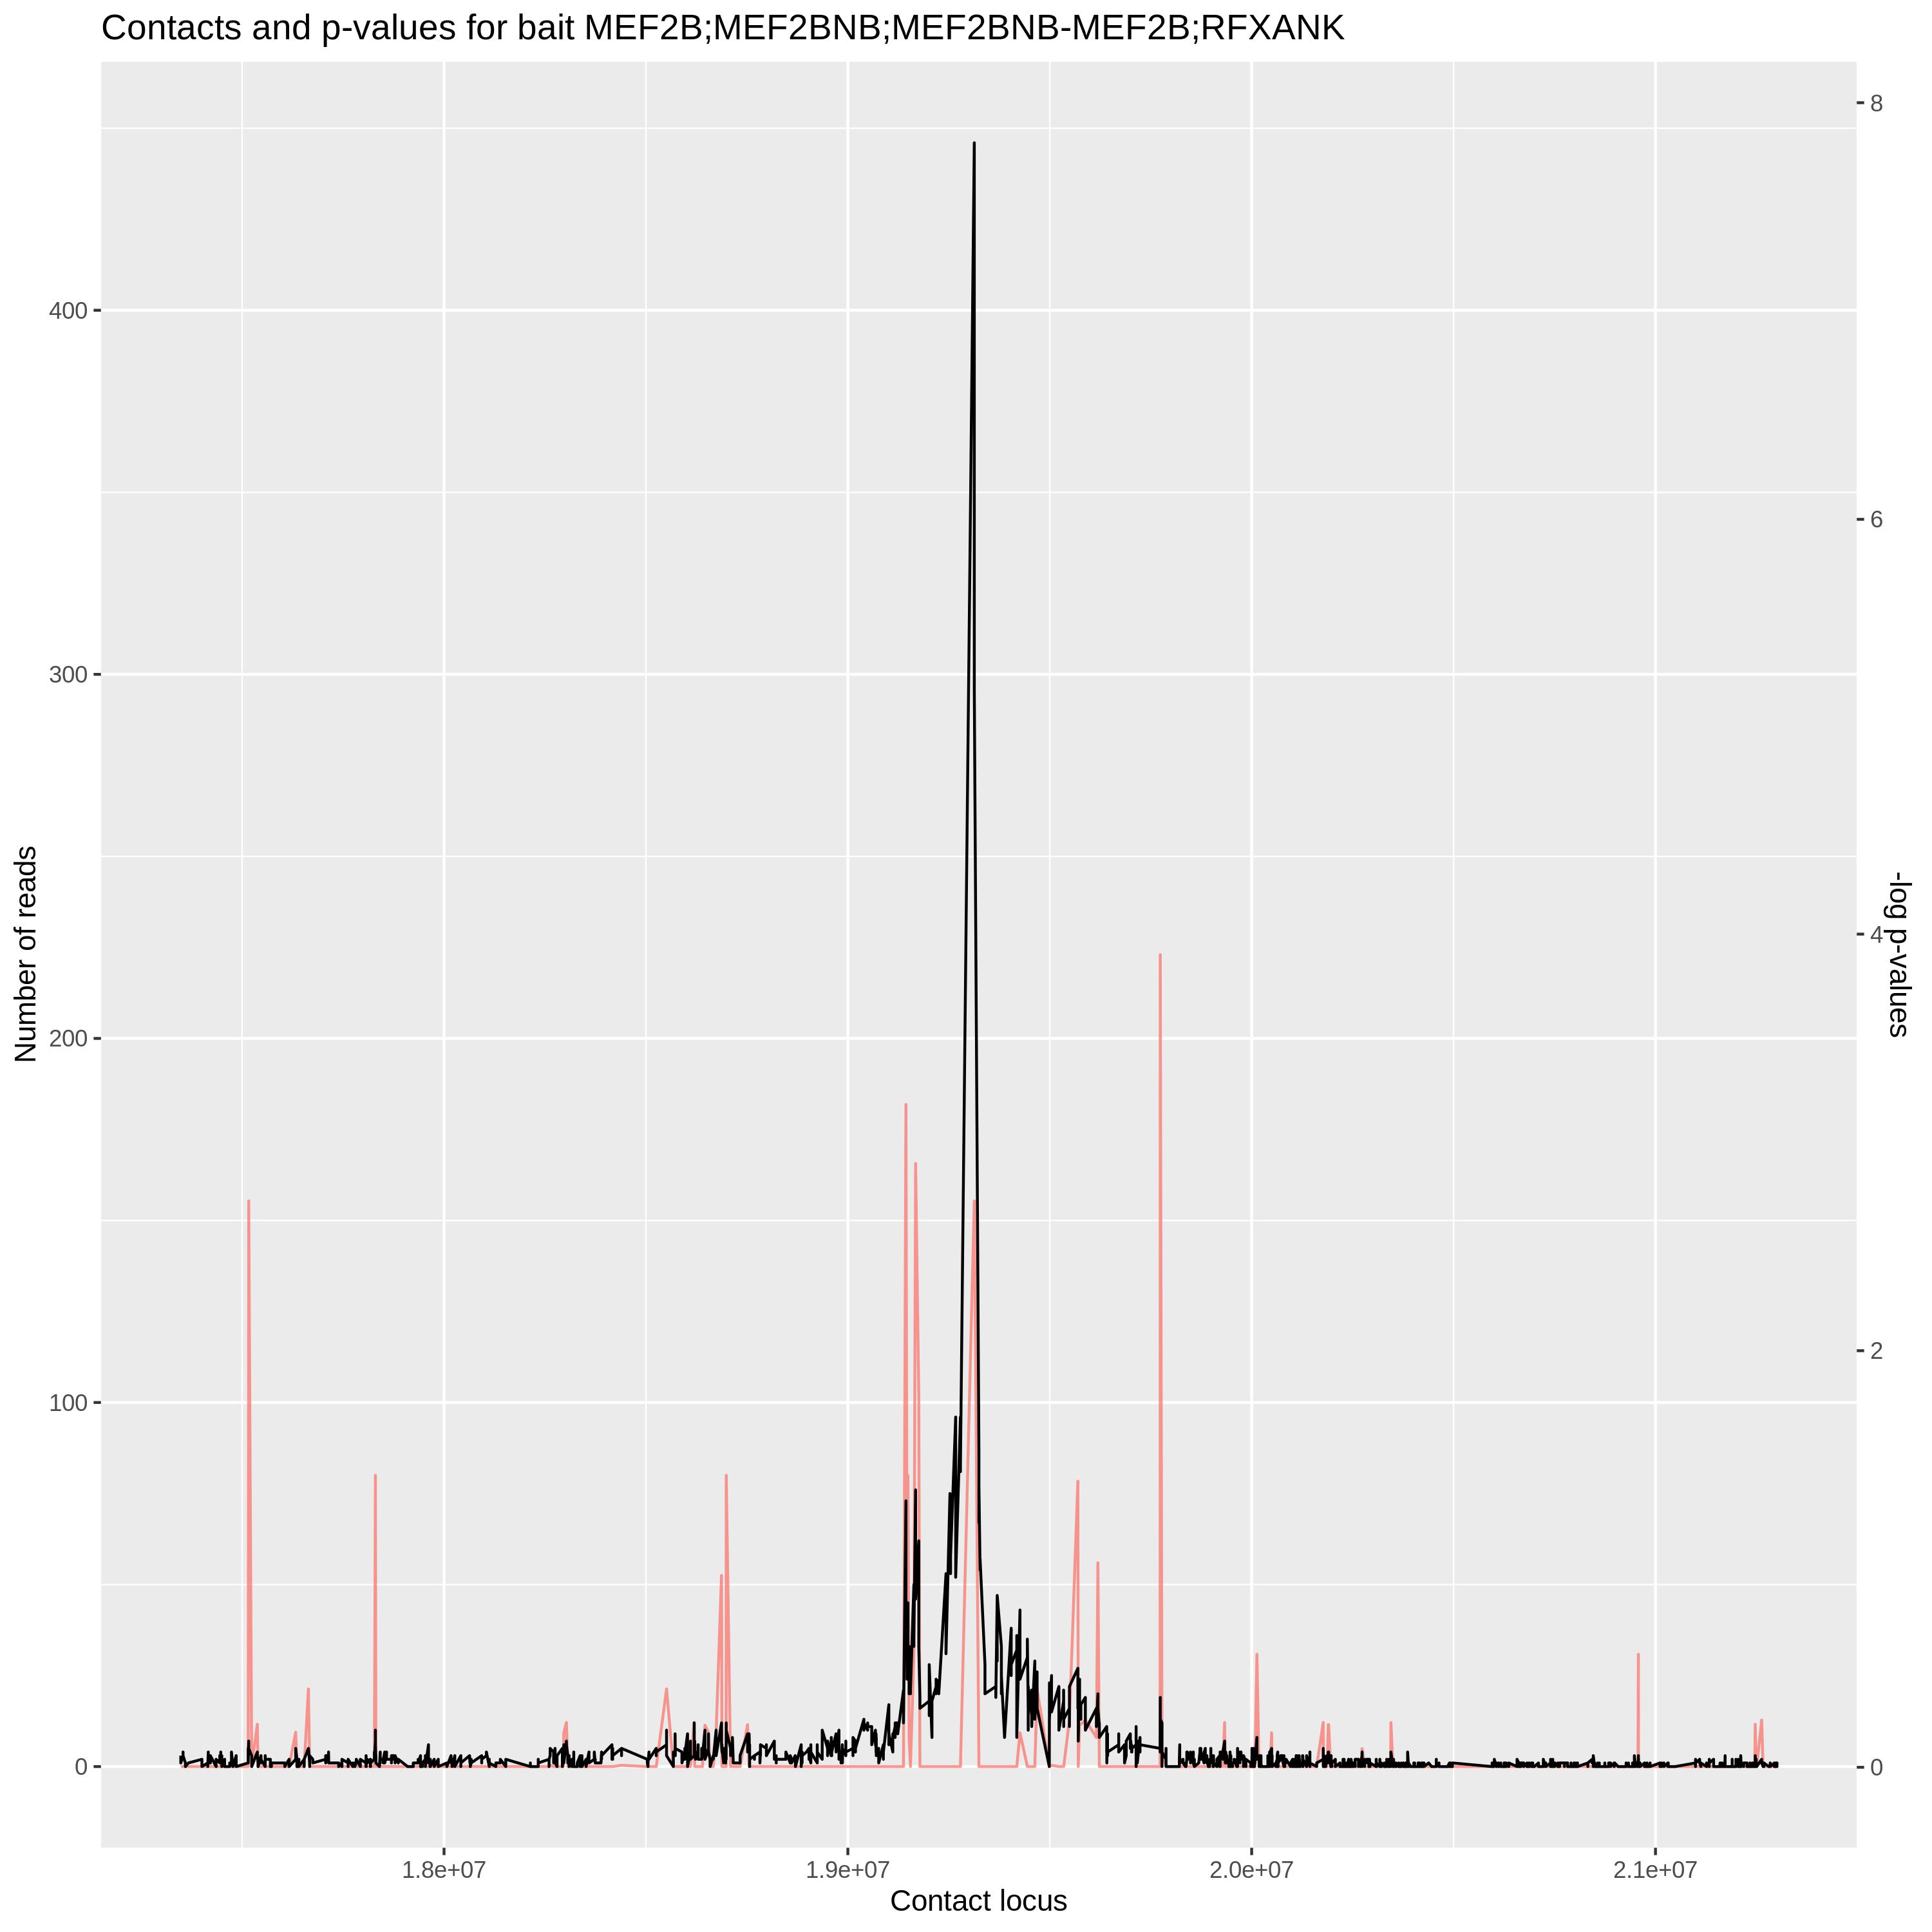 Contacts and p-values for bait MEF2B;MEF2BNB;MEF2BNB-MEF2B;RFXANK
Number of reads
400
300
200
100
0
8
6
4
2
0
-log p-values
1.8e+07 1.9e+07 2.0e+07 2.1e+07
Contact locus